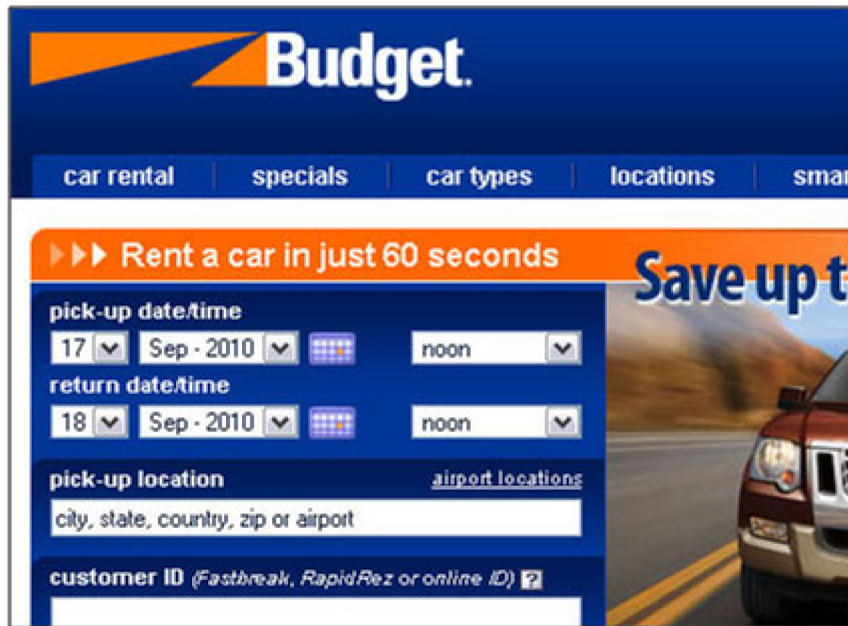 Budget.
car rental specials car types locations smar
Rent a car in just 60 seconds
Save up t
pick-up date/time
17 Sep - 2010 noon
return date/time
18 Sep - 2010 noon
pick-up location airport locations
city, state, country, zip or airport
customer ID (Fastbreak, RapidRez or online ID) ?